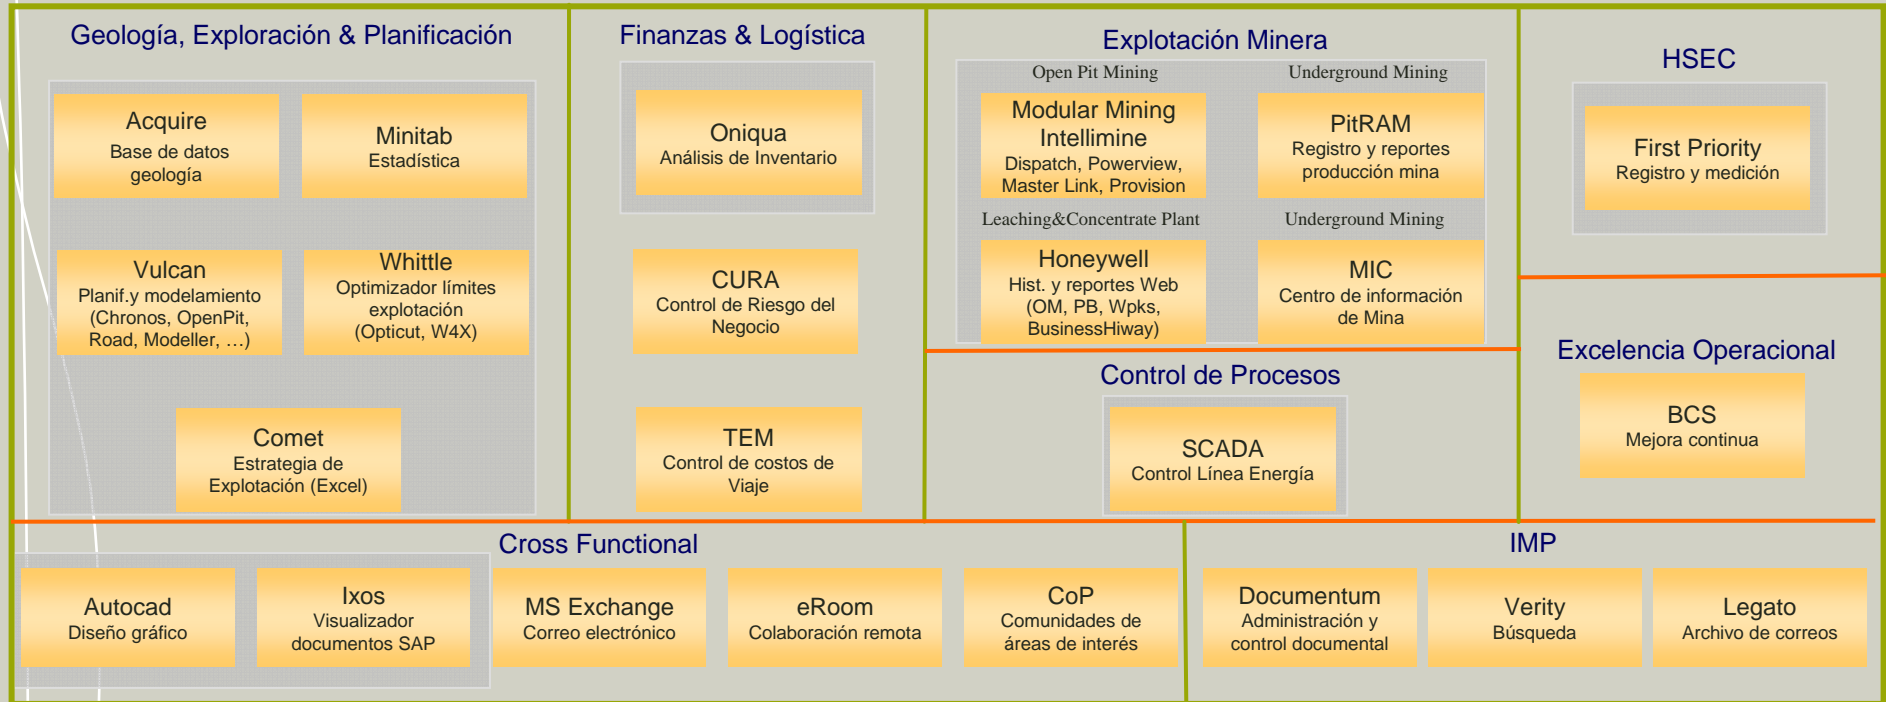 Geología, Exploración & Planificación
Acquire
Base de datos
geología
Minitab
Estadística
Vulcan
Planif.y modelamiento
(Chronos, OpenPit,
Road, Modeller, …)
Whittle
Optimizador límites
explotación
(Opticut, W4X)
Comet
Estrategia de
Explotación (Excel)
Finanzas & Logística
Oniqua
Análisis de Inventario
CURA
Control de Riesgo del
Negocio
TEM
Control de costos de
Viaje
Explotación Minera
Open Pit Mining
Modular Mining
Intellimine
Dispatch, Powerview,
Master Link, Provision
Underground Mining
PitRAM
Registro y reportes
producción mina
Leaching&Concentrate Plant
Honeywell
Hist. y reportes Web
(OM, PB, Wpks,
BusinessHiway)
Underground Mining
MIC
Centro de información
de Mina
Control de Procesos
SCADA
Control Línea Energía
HSEC
First Priority
Registro y medición
Excelencia Operacional
BCS
Mejora continua
Cross Functional
Autocad
Diseño gráfico
Ixos
Visualizador
documentos SAP
MS Exchange
Correo electrónico
eRoom
Colaboración remota
CoP
Comunidades de
áreas de interés
IMP
Documentum
Administración y
control documental
Verity
Búsqueda
Legato
Archivo de correos